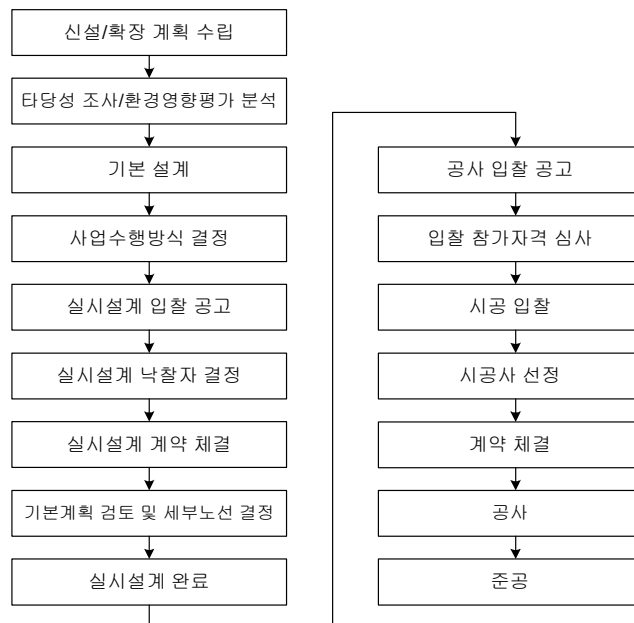 신설/확장 계획 수립
타당성 조사/환경영향평가 분석
기본 설계
사업수행방식 결정
실시설계 입찰 공고
실시설계 낙찰자 결정
실시설계 계약 체결
기본계획 검토 및 세부노선 결정
실시설계 완료
공사 입찰 공고
입찰 참가자격 심사
시공 입찰
시공사 선정
계약 체결
공사
준공